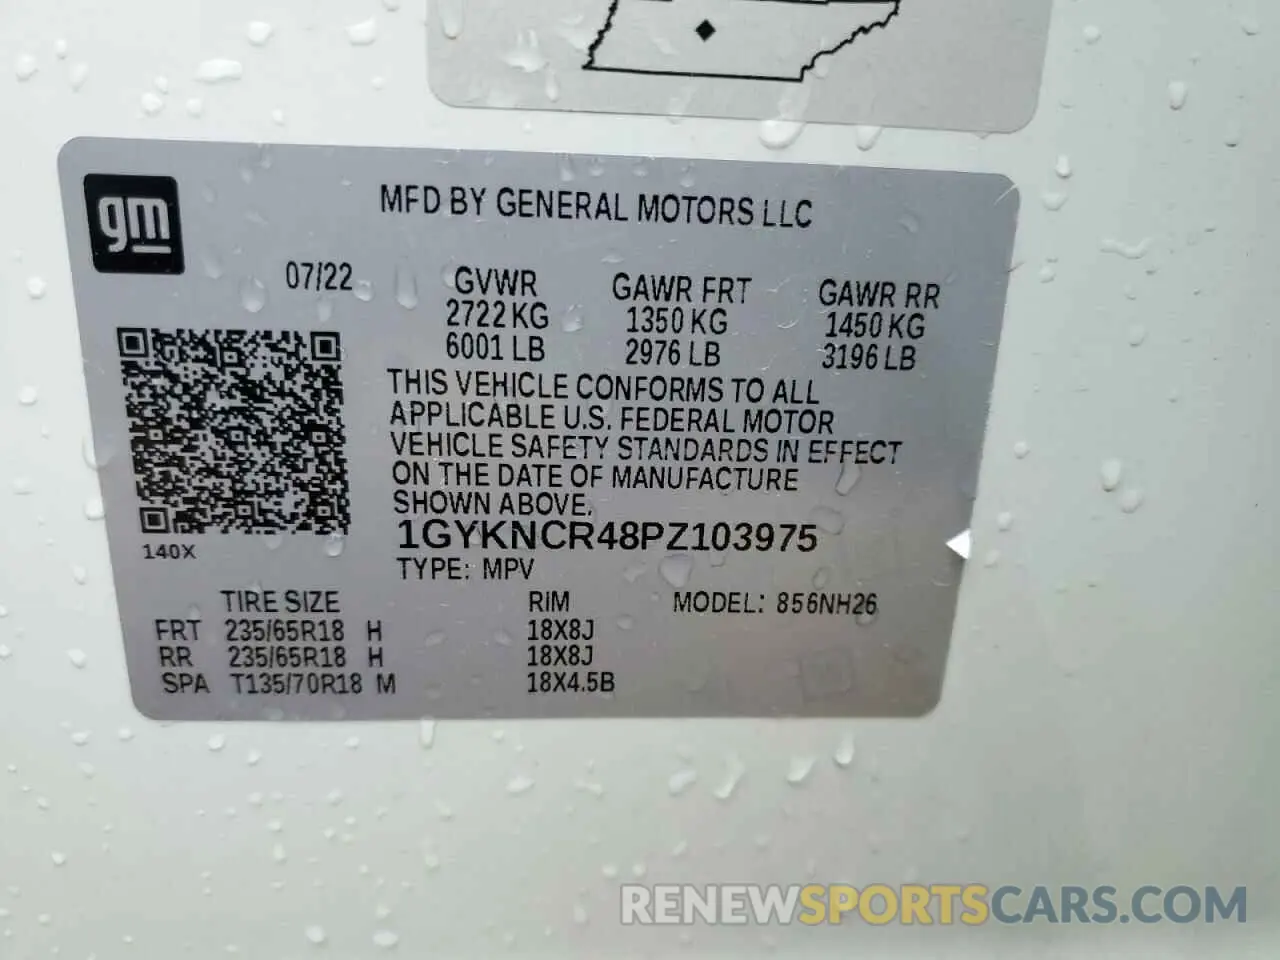 gm
MFD BY GENERAL MOTORS LLC
07/22 GVWR GAWR FRT GAWR RR
2722 KG 1350 KG 1450 KG
6001 LB 2976 LB 3196 LB
THIS VEHICLE CONFORMS TO ALL
APPLICABLE U.S. FEDERAL MOTOR
VEHICLE SAFETY STANDARDS IN EFFECT
ON THE DATE OF MANUFACTURE
SHOWN ABOVE.
1GYKNCR48PZ103975
140X
TYPE: MPV
TIRE SIZE RIM MODEL: 856NH26
FRT 235/65R18 H 18X8J
RR 235/65R18 H 18X8J
SPA T135/70R18 M 18X4.5B
RENEWSPORTSCARS.COM